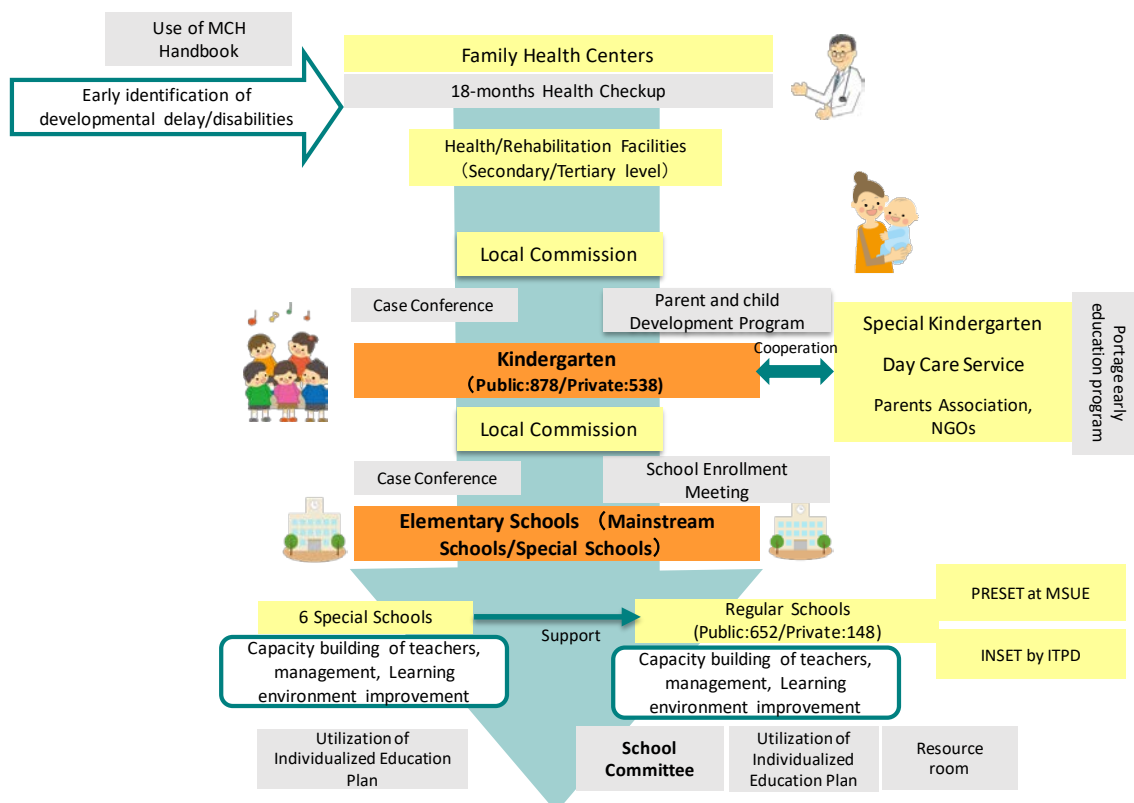 Use of MCH
Handbook
Family Health Centers
Early identification of
developmental delay/disabilities
18-months Health Checkup
Health/Rehabilitation Facilities
（Secondary/Tertiary level）
Local Commission
Case Conference
Parent and child
Development Program
Kindergarten
（Public:878/Private:538)
Cooperation
Special Kindergarten
Day Care Service
Parents Association,
NGOs
Portage early
education program
Local Commission
Case Conference
School Enrollment
Meeting
Elementary Schools （Mainstream
Schools/Special Schools）
6 Special Schools
Support
Regular Schools
(Public:652/Private:148)
PRESET at MSUE
INSET by ITPD
Capacity building of teachers,
management, Learning
environment improvement
Capacity building of teachers,
management, Learning
environment improvement
Utilization of
Individualized Education
Plan
School
Committee
Utilization of
Individualized
Education Plan
Resource
room